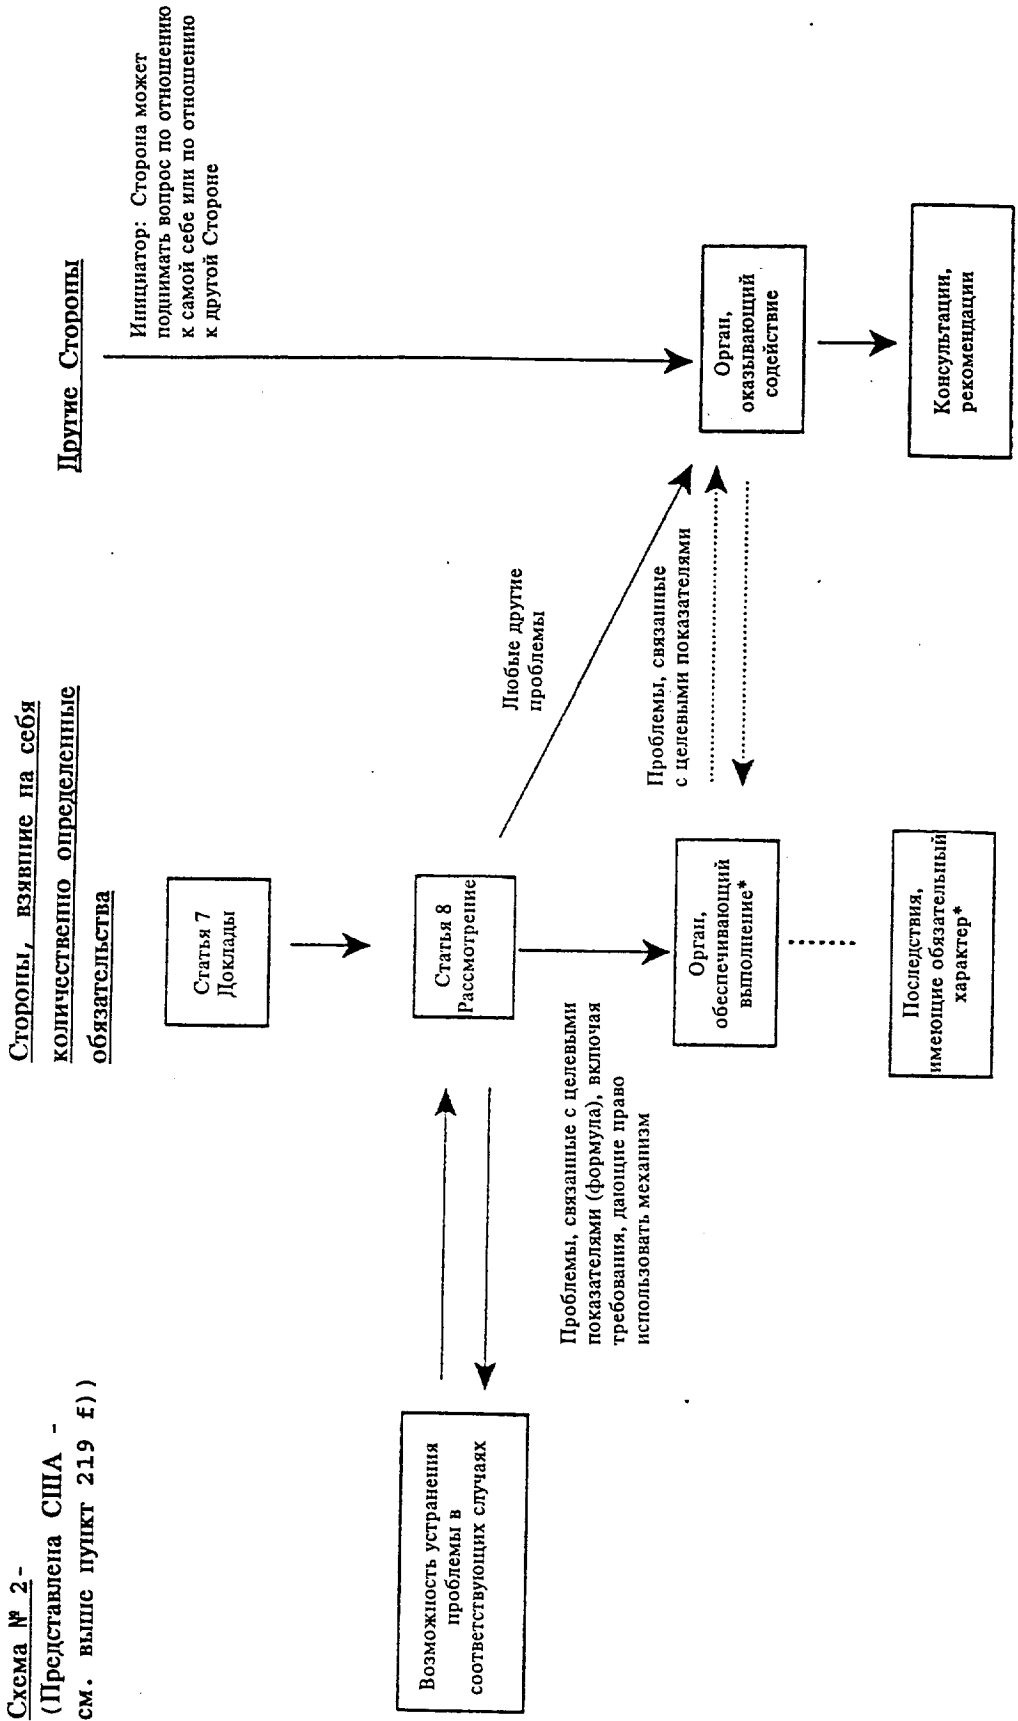 Схема № 2-
(Представлена США -
см. выше пункт 219 f))
Стороны, взявшие на себя
количественно определенные
обязательства
Другие Стороны
Инициатор: Сторона может
поднимать вопрос по отношению
к самой себе или по отношению
к другой Стороне
Статья 7
Доклады
Возможность устранения
проблемы в
соответствующих случаях
Статья 8
Рассмотрение
Любые другие
проблемы
Проблемы, связанные с целевыми
показателями (формула), включая
требования, дающие право
использовать механизм
Проблемы, связанные
с целевыми показателями
Орган,
обеспечивающий
выполнение*
Орган,
оказывающий
содействие
Последствия,
имеющие обязательный
характер*
Консультации,
рекомендации